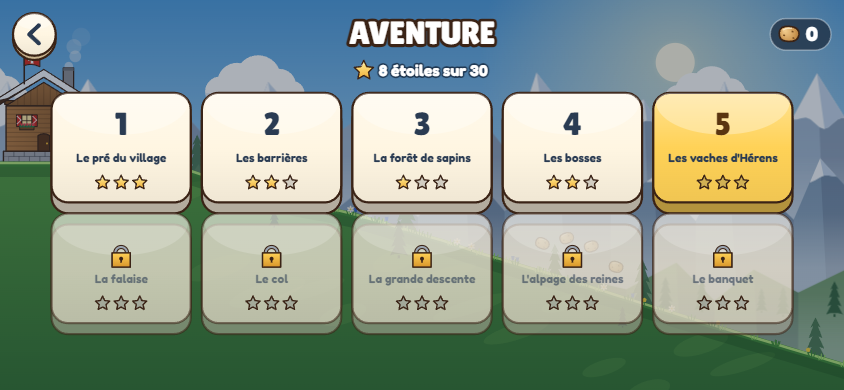 AVENTURE
0
8 étoiles sur 30
1
Le pré du village
2
Les barrières
3
La forêt de sapins
4
Les bosses
5
Les vaches d'Hérens
La falaise
Le col
La grande descente
L'alpage des reines
Le banquet